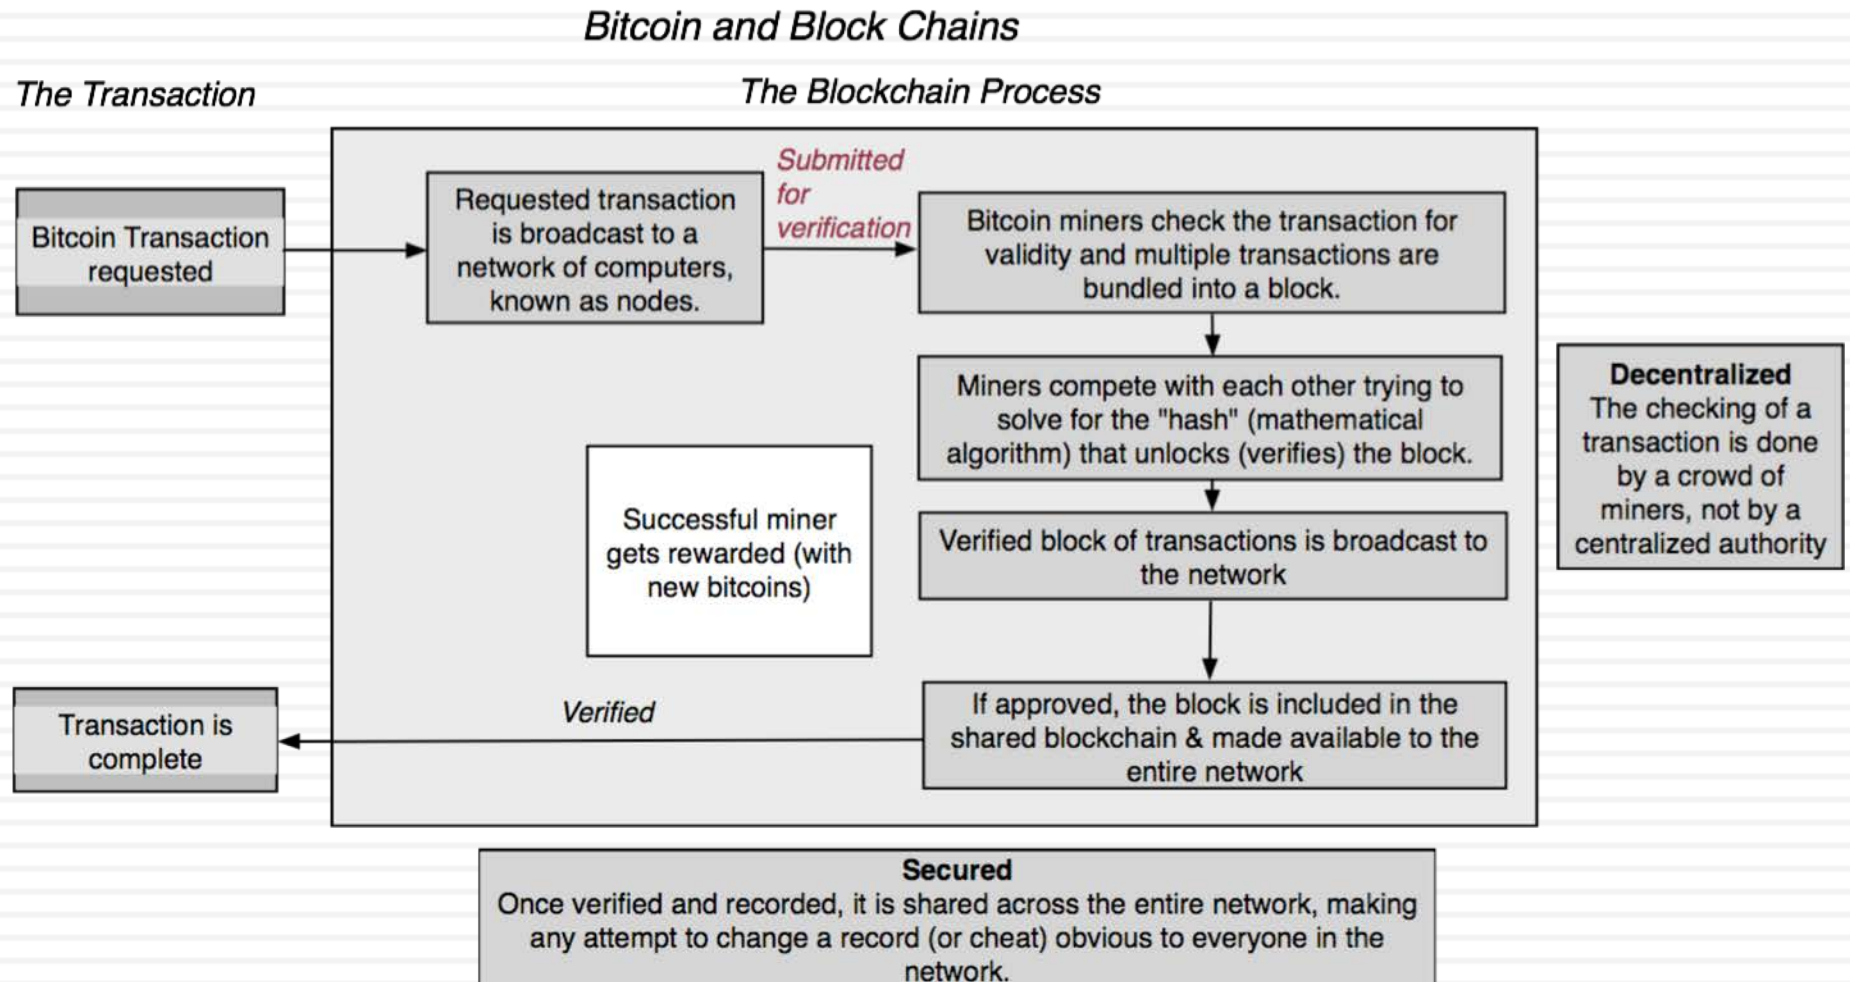 Bitcoin and Block Chains
The Transaction
The Blockchain Process
Bitcoin Transaction
requested
Requested transaction
is broadcast to a
network of computers,
known as nodes.
Submitted
for
verification
Bitcoin miners check the transaction for
validity and multiple transactions are
bundled into a block.
Miners compete with each other trying to
solve for the "hash" (mathematical
algorithm) that unlocks (verifies) the block.
Successful miner
gets rewarded (with
new bitcoins)
Verified block of transactions is broadcast to
the network
Decentralized
The checking of a
transaction is done
by a crowd of
miners, not by a
centralized authority
If approved, the block is included in the
shared blockchain & made available to the
entire network
Verified
Transaction is
complete
Secured
Once verified and recorded, it is shared across the entire network, making
any attempt to change a record (or cheat) obvious to everyone in the
network.